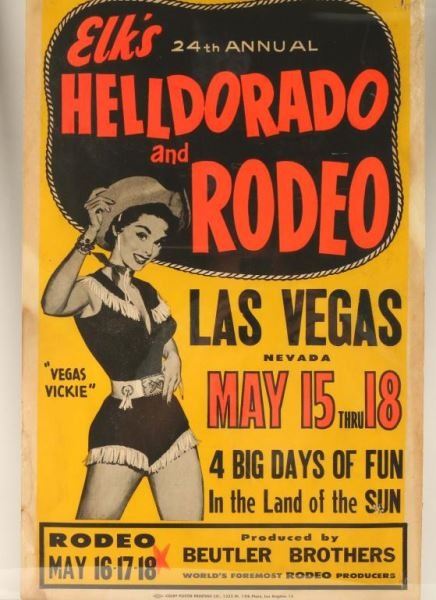 Elk's 24th ANNUAL
HELLDORADO
and
RODEO
LAS VEGAS
NEVADA
"VEGAS
VICKIE"
MAY 15 THRU 18
4 BIG DAYS OF FUN
In the Land of the SUN
RODEO
MAY 16-17-18
Produced by
BEUTLER BROTHERS
WORLD'S FOREMOST RODEO PRODUCERS